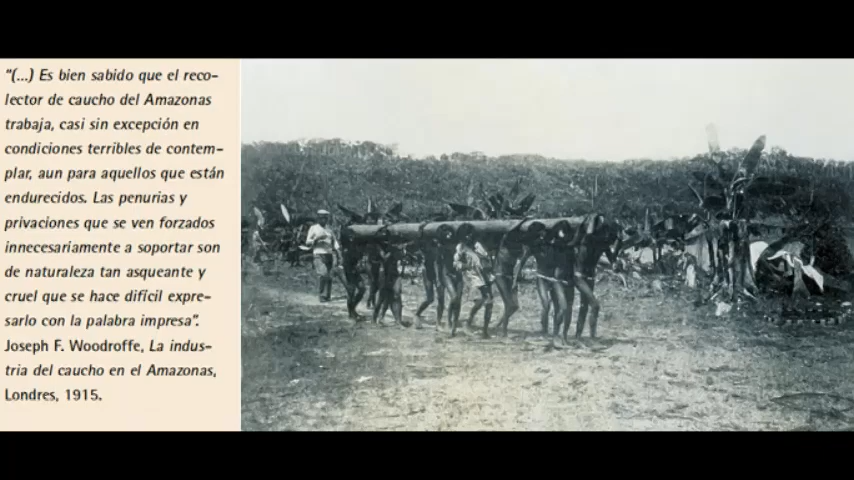 "(...) Es bien sabido que el reco-
lector de caucho del Amazonas
trabaja, casi sin excepción en
condiciones terribles de contem-
plar, aun para aquellos que están
endurecidos. Las penurias y
privaciones que se ven forzados
innecesariamente a soportar son
de naturaleza tan asqueante y
cruel que se hace difícil expre-
sarlo con la palabra impresa".
Joseph F. Woodroffe, La indus-
tria del caucho en el Amazonas,
Londres, 1915.